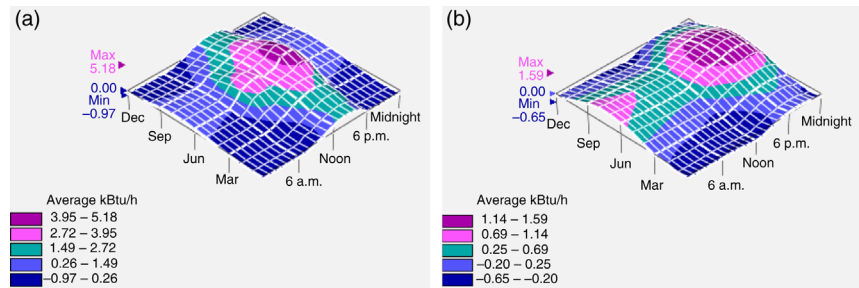 (a)
Max
5.18
0.00
Min
–0.97
Dec
Sep
Jun
Mar
6 a.m.
Noon
6 p.m.
Midnight
Average kBtu/h
3.95 – 5.18
2.72 – 3.95
1.49 – 2.72
0.26 – 1.49
–0.97 – 0.26
(b)
Max
1.59
0.00
Min
–0.65
Dec
Sep
Jun
Mar
6 a.m.
Noon
6 p.m.
Midnight
Average kBtu/h
1.14 – 1.59
0.69 – 1.14
0.25 – 0.69
–0.20 – 0.25
–0.65 – –0.20